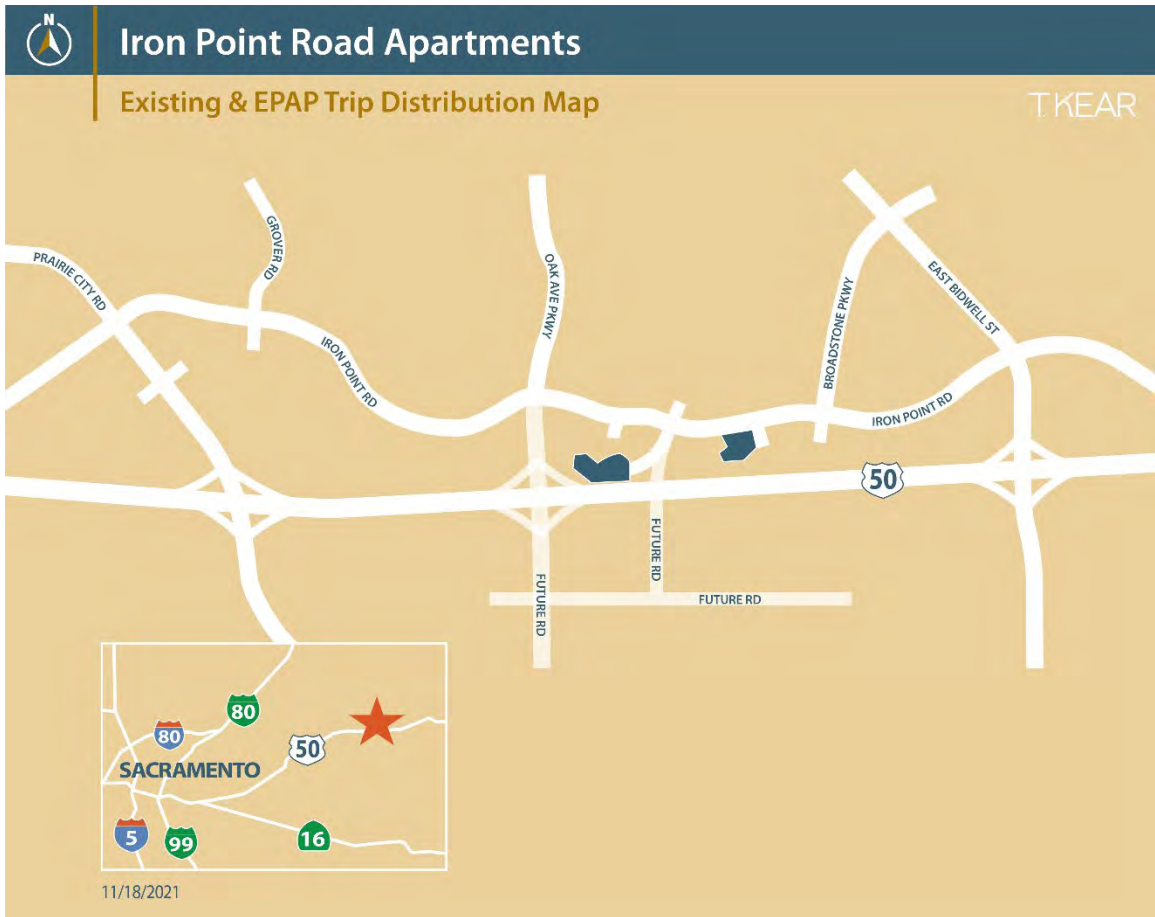 N
Iron Point Road Apartments
Existing & EPAP Trip Distribution Map
T.KEAR
PRAIRIE CITY RD
GROVER RD
IRON POINT RD
OAK AVE PKWY
BROADSTONE PKWY
EAST BIDWELL ST
IRON POINT RD
50
FUTURE RD
FUTURE RD
FUTURE RD
80
80
50
SACRAMENTO
5
99
16
11/18/2021